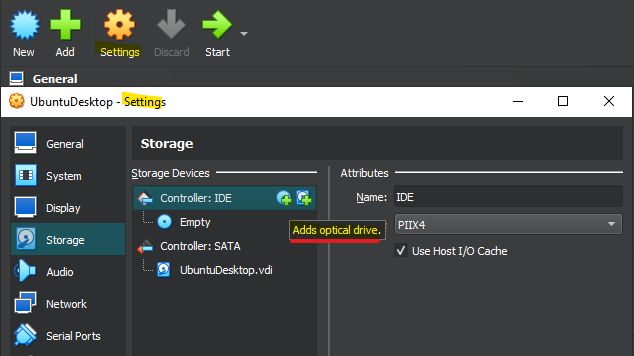 New Add Settings Discard Start
General
UbuntuDesktop - Settings
General
System
Display
Storage
Audio
Network
Serial Ports
Storage
Storage Devices
Controller: IDE
Empty
Controller: SATA
UbuntuDesktop.vdi
Adds optical drive.
Attributes
Name: IDE
PIIX4
Use Host I/O Cache